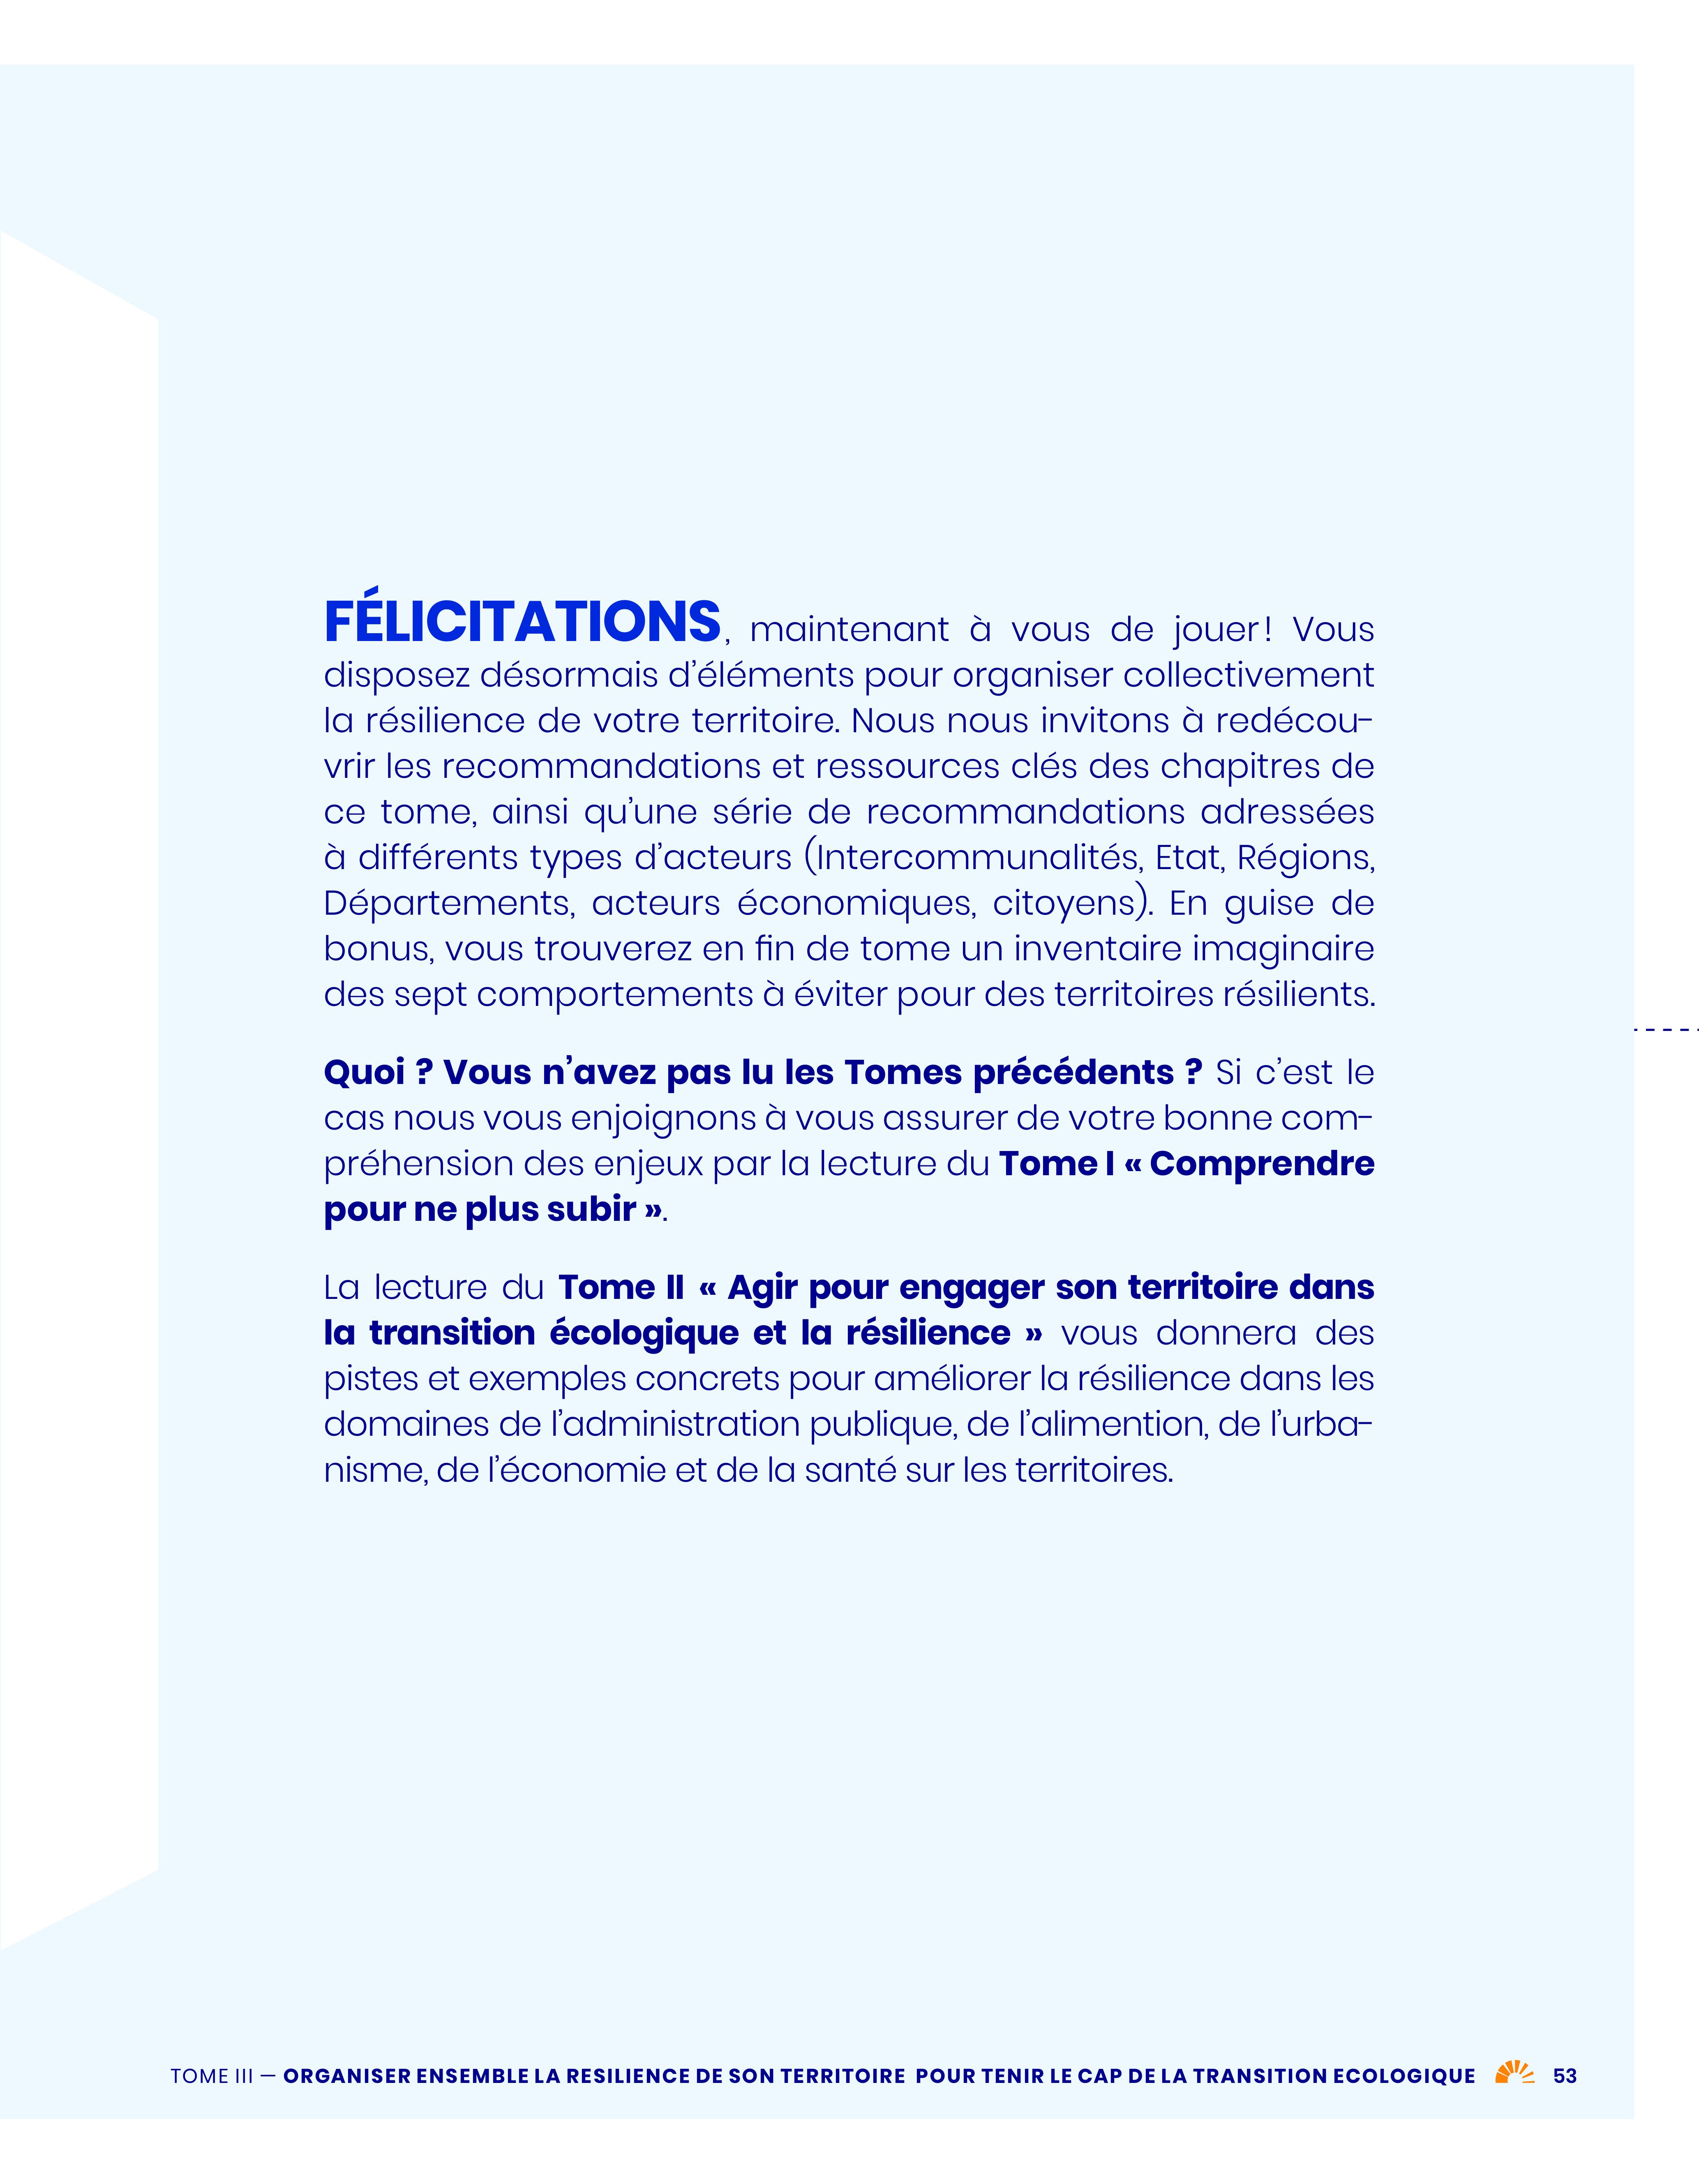 FÉLICITATIONS, maintenant à vous de jouer! Vous
disposez désormais d’éléments pour organiser collectivement
la résilience de votre territoire. Nous nous invitons à redécou-
vrir les recommandations et ressources clés des chapitres de
ce tome, ainsi qu’une série de recommandations adressées
à différents types d’acteurs (Intercommunalités, Etat, Régions,
Départements, acteurs économiques, citoyens). En guise de
bonus, vous trouverez en fin de tome un inventaire imaginaire
des sept comportements à éviter pour des territoires résilients.
Quoi ? Vous n’avez pas lu les Tomes précédents ? Si c’est le
cas nous vous enjoignons à vous assurer de votre bonne com-
préhension des enjeux par la lecture du Tome I « Comprendre
pour ne plus subir ».
La lecture du Tome II « Agir pour engager son territoire dans
la transition écologique et la résilience » vous donnera des
pistes et exemples concrets pour améliorer la résilience dans les
domaines de l’administration publique, de l’alimention, de l’urba-
nisme, de l’économie et de la santé sur les territoires.
TOME III — ORGANISER ENSEMBLE LA RESILIENCE DE SON TERRITOIRE POUR TENIR LE CAP DE LA TRANSITION ECOLOGIQUE 53